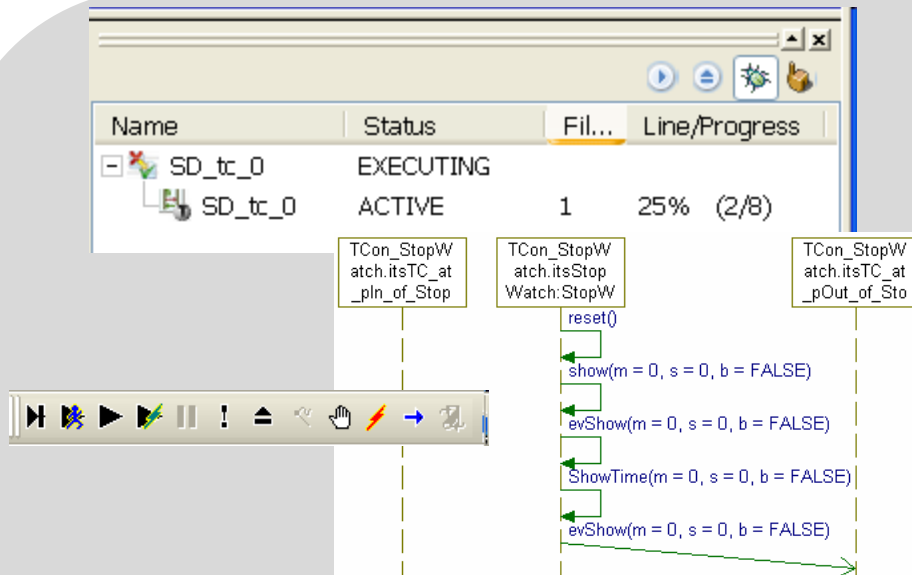 Name Status Fil... Line/Progress
SD_tc_0 EXECUTING
SD_tc_0 ACTIVE 1 25% (2/8)
TCon_StopW
atch.itsTC_at
_pIn_of_Stop
TCon_StopW
atch.itsStop
Watch:StopW
TCon_StopW
atch.itsTC_at
_pOut_of_Sto
reset()
show(m = 0, s = 0, b = FALSE)
evShow(m = 0, s = 0, b = FALSE)
ShowTime(m = 0, s = 0, b = FALSE)
evShow(m = 0, s = 0, b = FALSE)